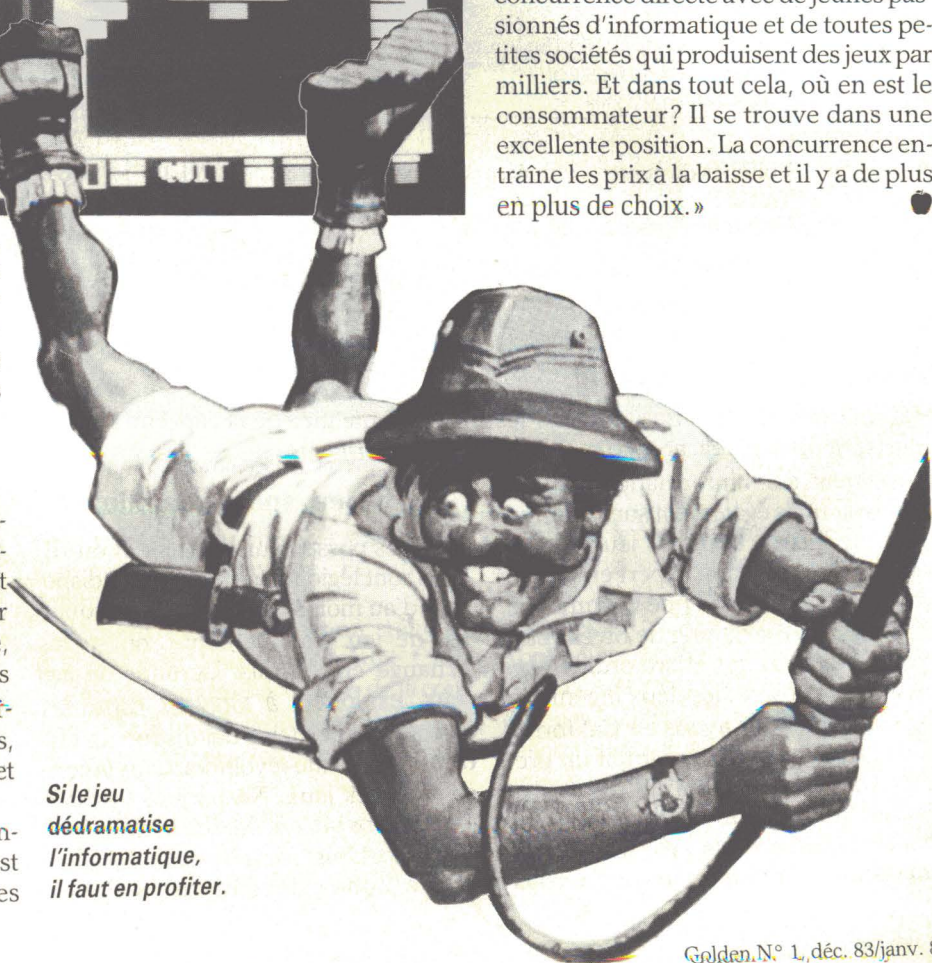 concurrence directe avec de jeunes pas-
sionnés d'informatique et de toutes pe-
tites sociétés qui produisent des jeux par
milliers. Et dans tout cela, où en est le
consommateur? Il se trouve dans une
excellente position. La concurrence en-
traîne les prix à la baisse et il y a de plus
en plus de choix. »
QUIT
Si le jeu
dédramatise
l'informatique,
il faut en profiter.
Golden N° 1, déc. 83/janv. 8